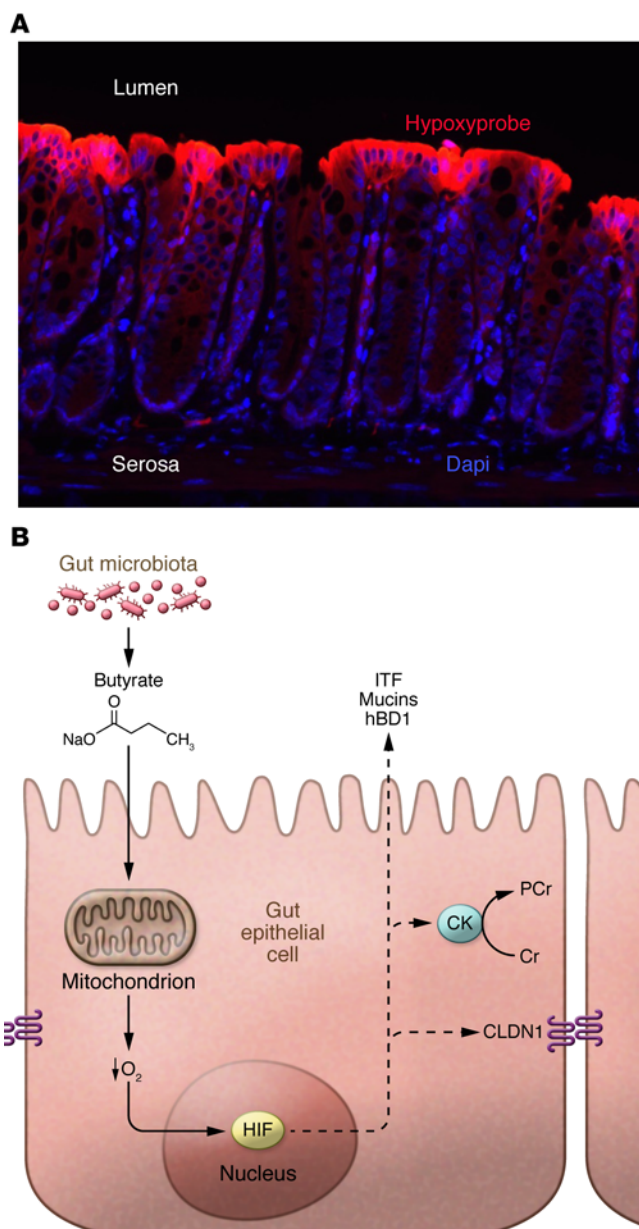 A
Lumen
Hypoxyprobe
Serosa
Dapi
B
Gut microbiota
Butyrate
O
NaO
CH3
ITF
Mucins
hBD1
Gut
epithelial
cell
PCr
CK
Cr
Mitochondrion
CLDN1
↓O2
HIF
Nucleus